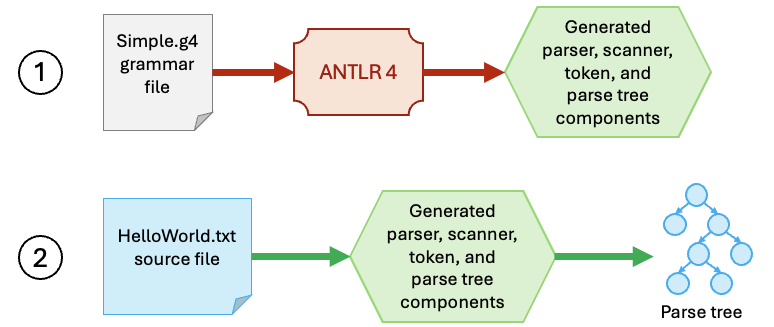 1
Simple.g4
grammar
file
ANTLR 4
Generated
parser, scanner,
token, and
parse tree
components
2
HelloWorld.txt
source file
Generated
parser, scanner,
token, and
parse tree
components
Parse tree